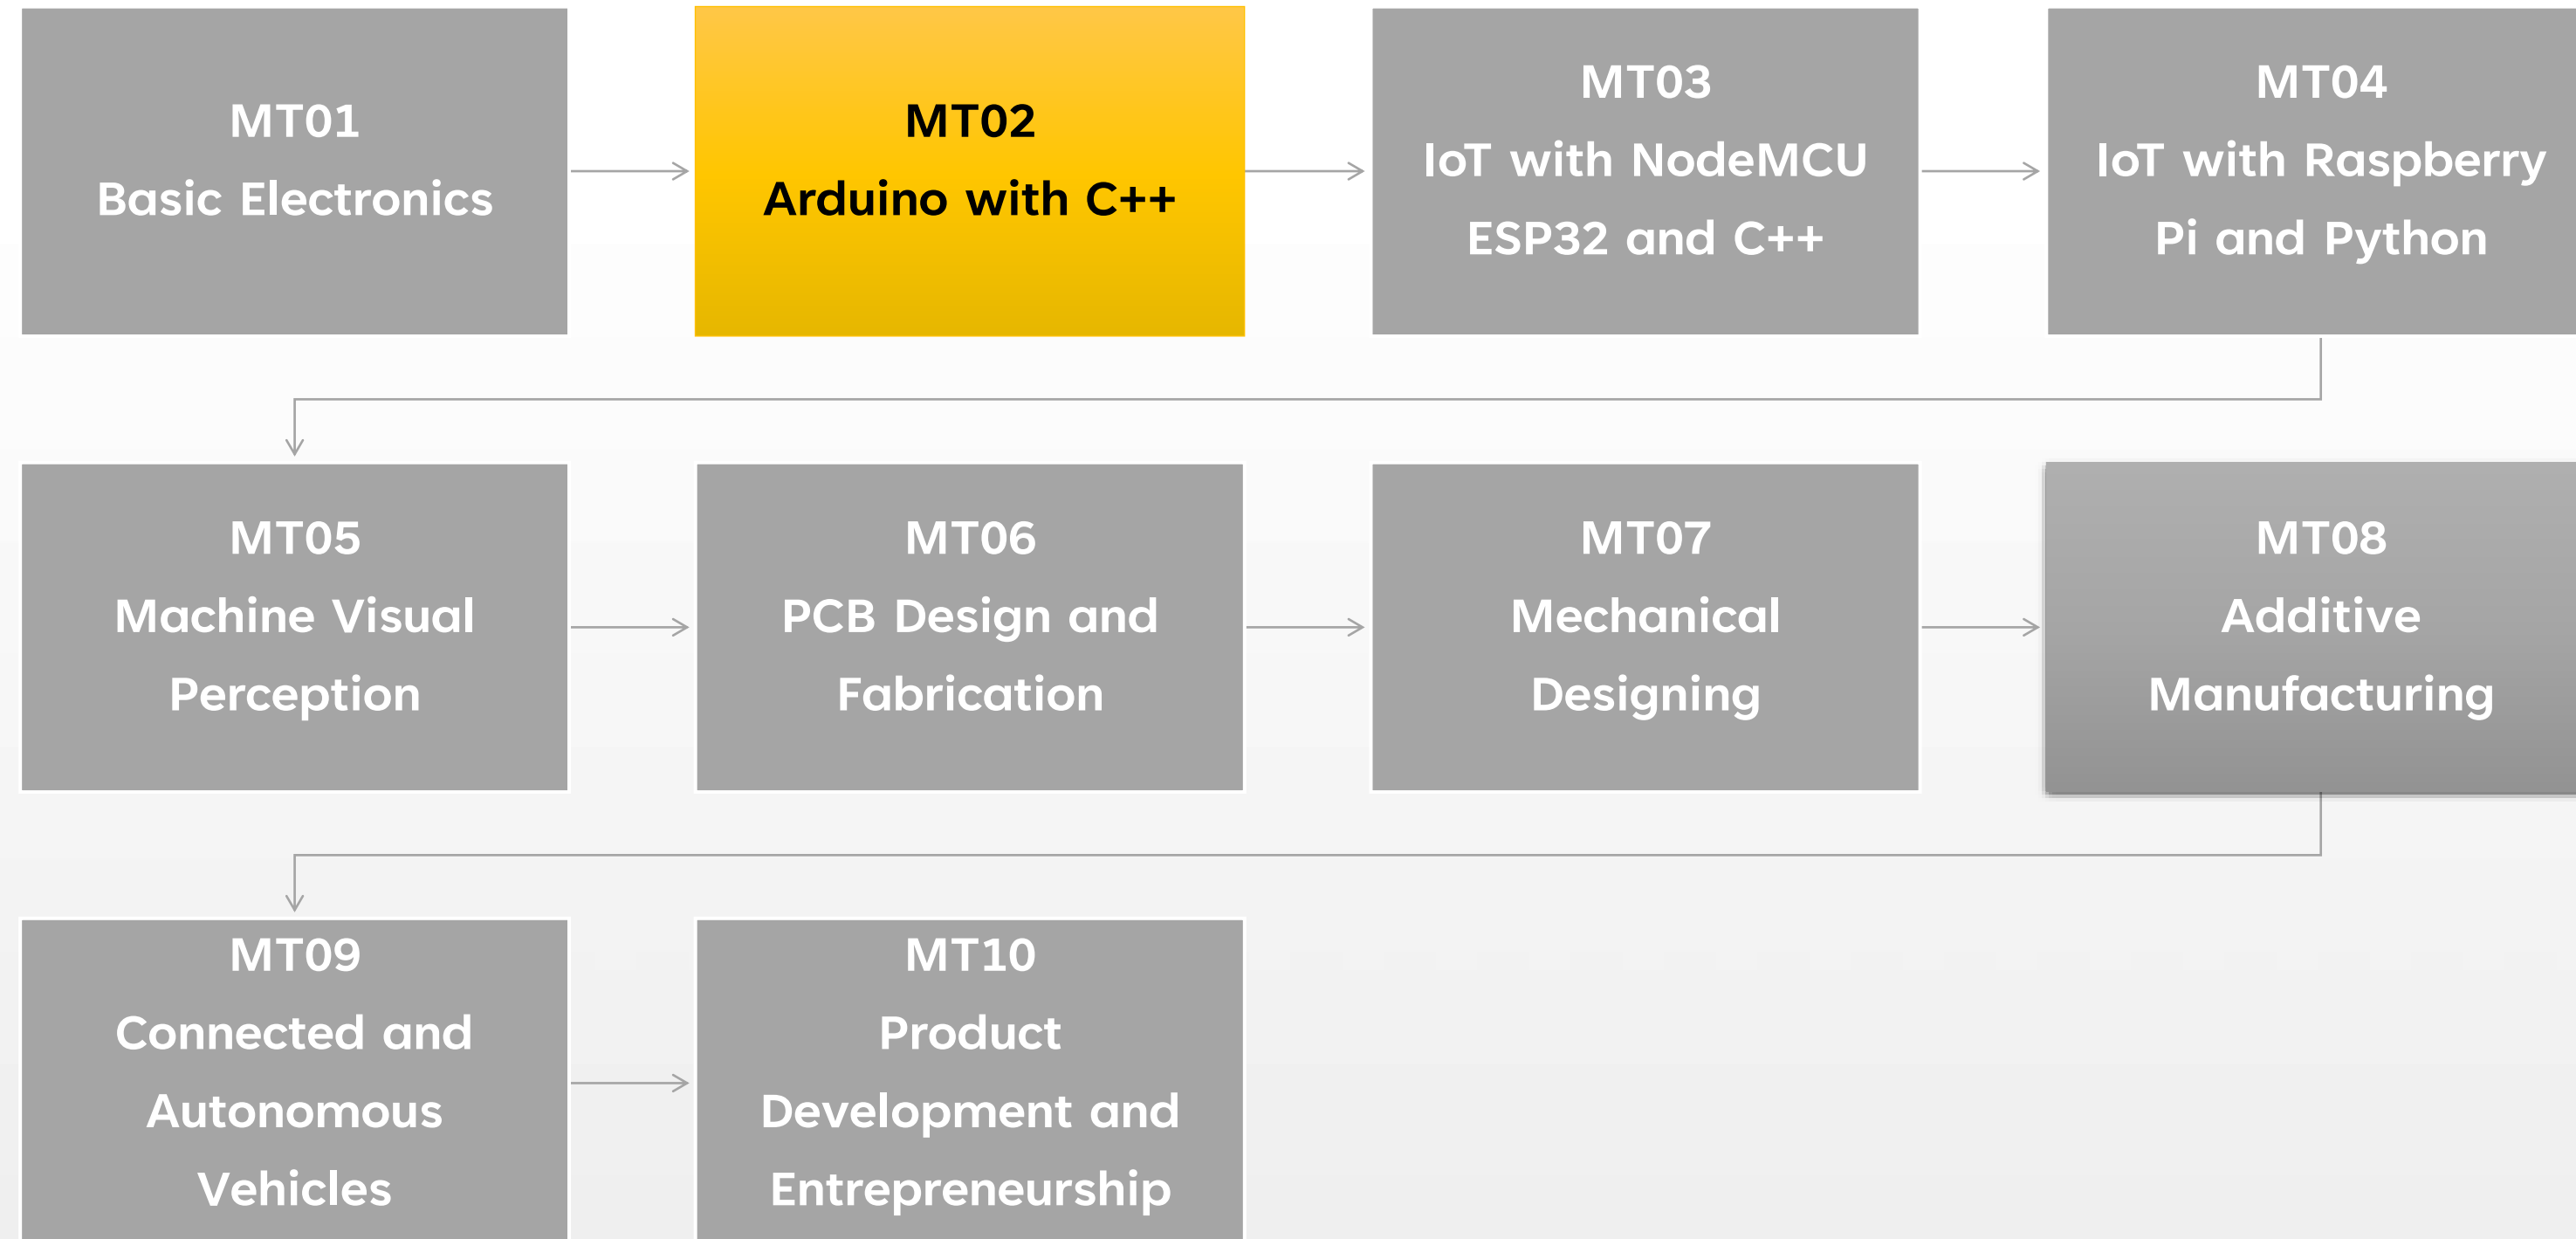 MT01
Basic Electronics
MT02
Arduino with C++
MT03
IoT with NodeMCU
ESP32 and C++
MT04
IoT with Raspberry
Pi and Python
MT05
Machine Visual
Perception
MT06
PCB Design and
Fabrication
MT07
Mechanical
Designing
MT08
Additive
Manufacturing
MT09
Connected and
Autonomous
Vehicles
MT10
Product
Development and
Entrepreneurship